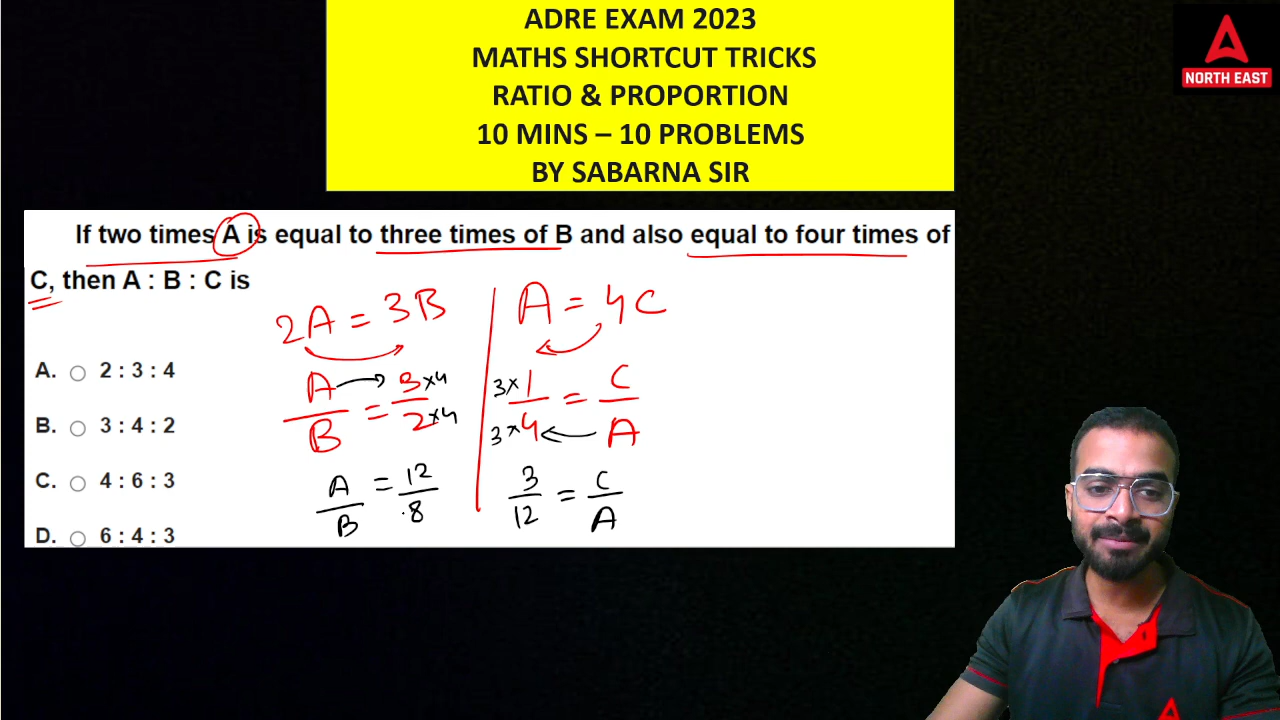 ADRE EXAM 2023
MATHS SHORTCUT TRICKS
RATIO & PROPORTION
10 MINS – 10 PROBLEMS
BY SABARNA SIR
NORTH EAST
If two times A is equal to three times of B and also equal to four times of
C, then A : B : C is
A. 2 : 3 : 4
B. 3 : 4 : 2
C. 4 : 6 : 3
D. 6 : 4 : 3
2A = 3B
A/B = 3×4/2×4
A/B = 12/8
A = 4C
3×1/3×4 = C/A
3/12 = C/A